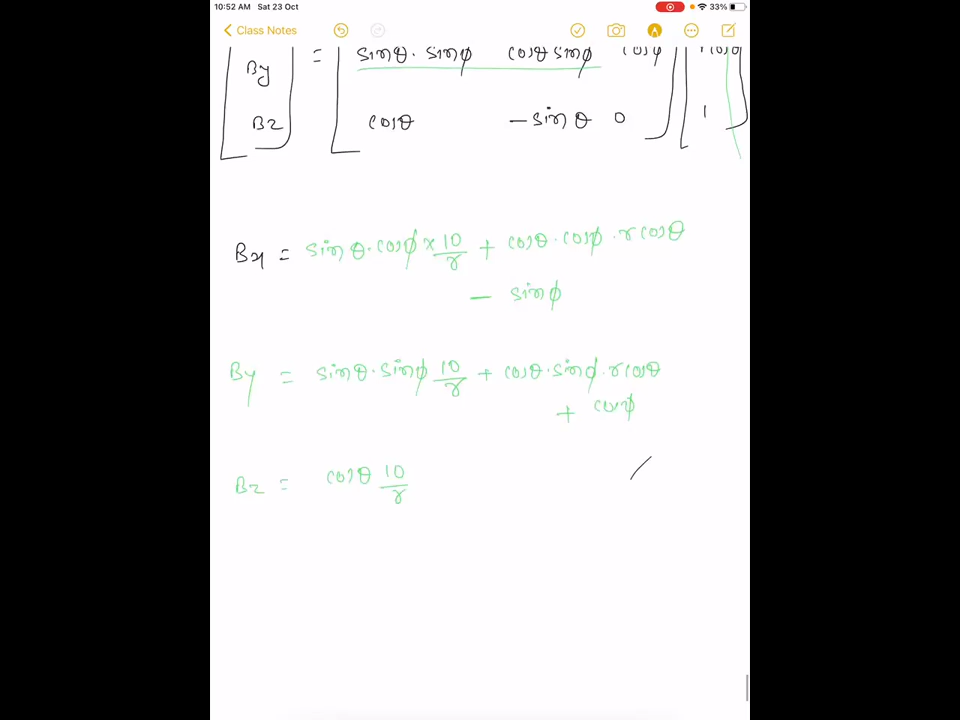 10:52 AM Sat 23 Oct 33%
Class Notes
By = sinθ· sinϕ cosθ sinϕ cosϕ r cosθ
Bz cosθ − sinθ 0 1
Bx = sinθ·cosϕ × 10/r + cosθ·cosϕ·r cosθ
− sinϕ
By = sinθ·sinϕ 10/r + cosθ·sinϕ·r cosθ
+ cosϕ
Bz = cosθ 10/r